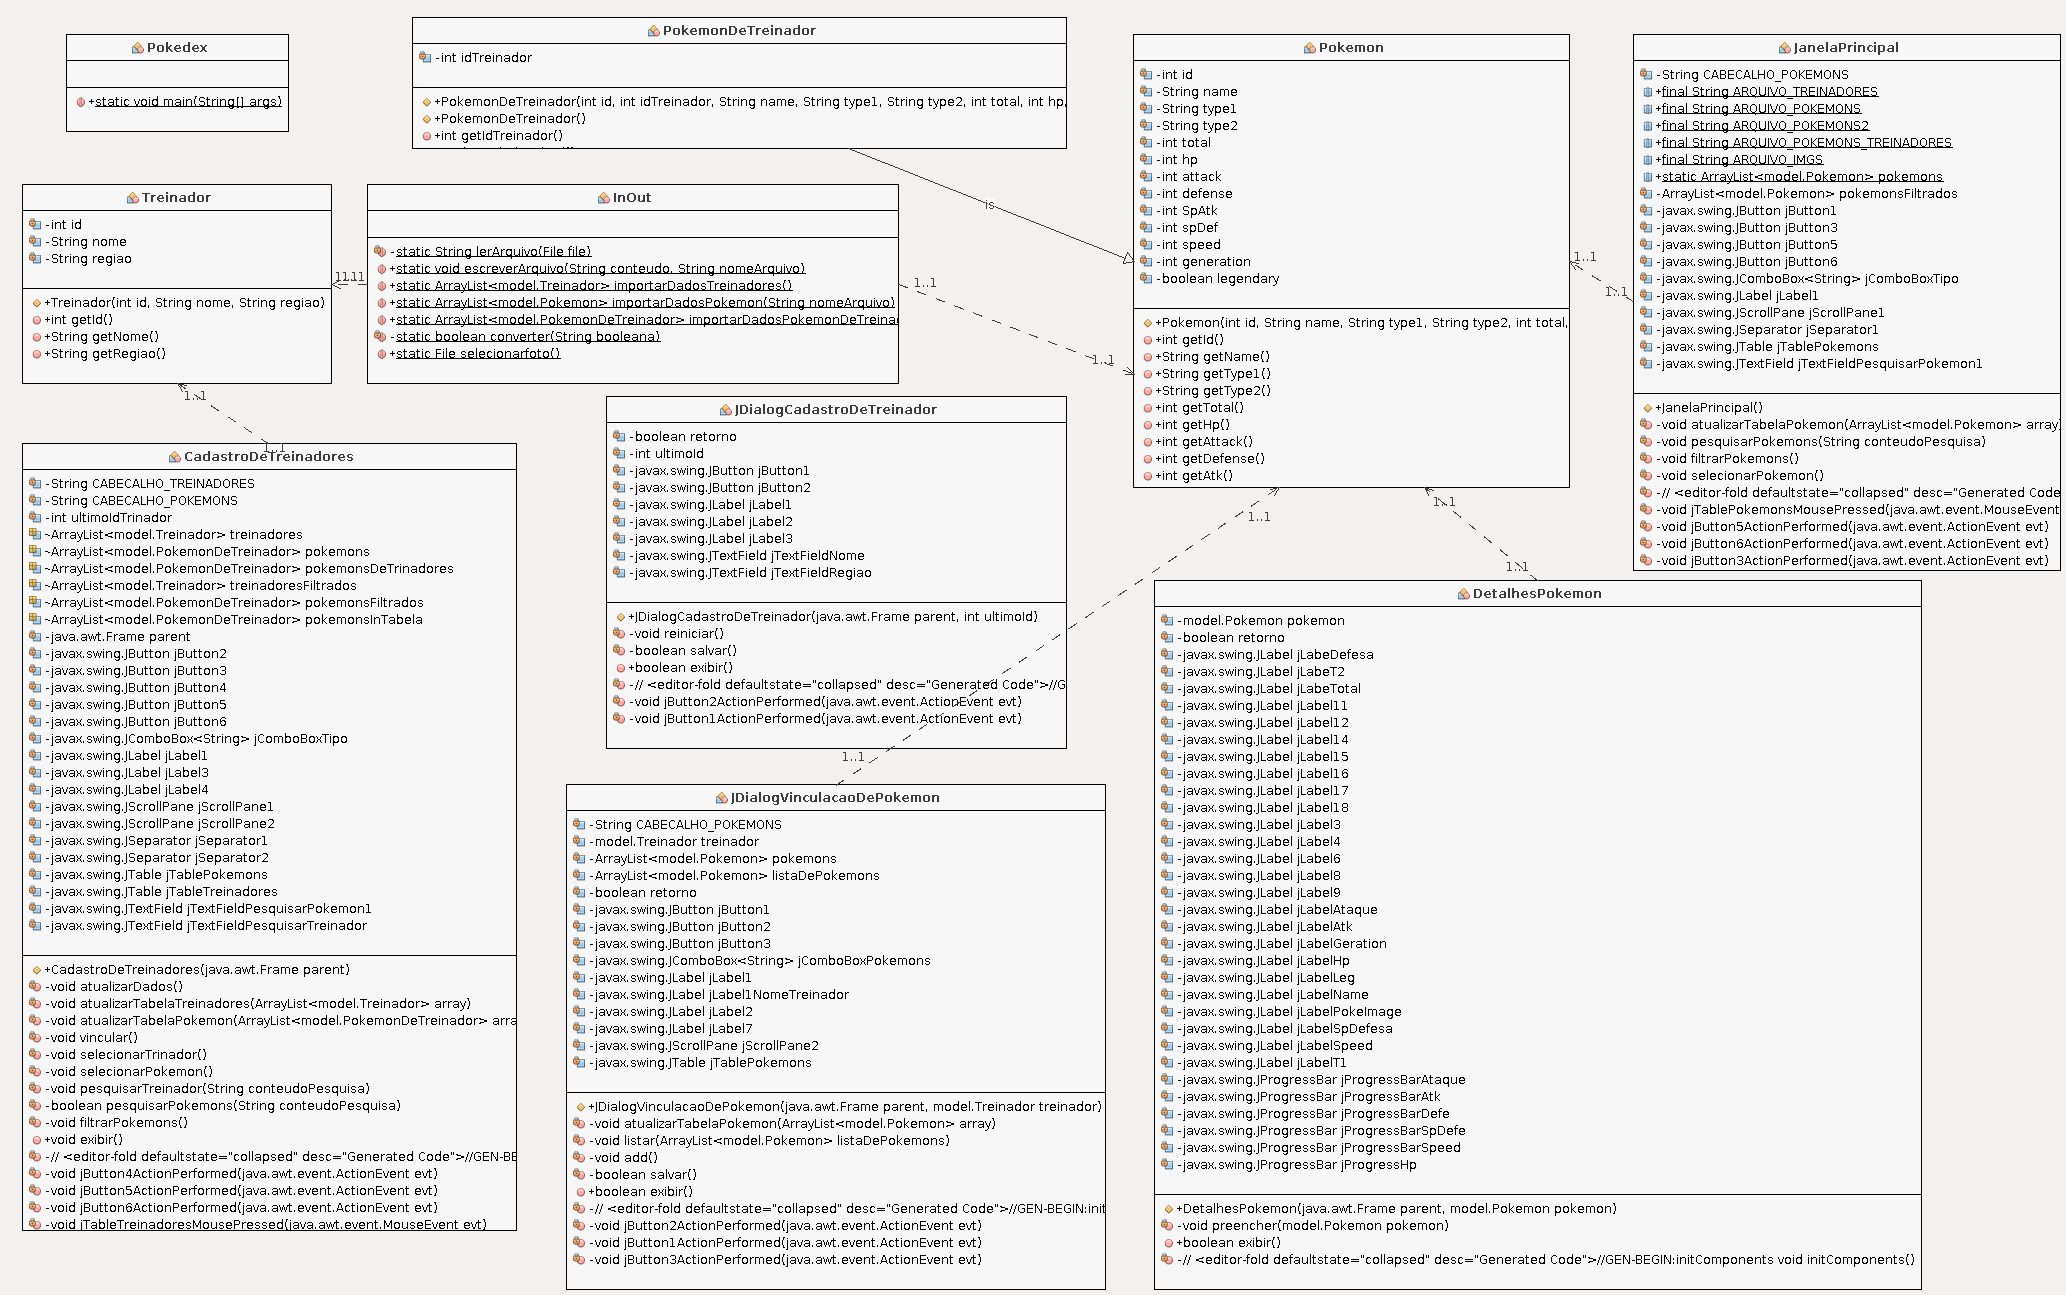 Pokedex
+static void main(String[] args)
PokemonDeTreinador
-int idTreinador
+PokemonDeTreinador(int id, int idTreinador, String name, String type1, String type2, int total, int hp,
+PokemonDeTreinador()
+int getIdTreinador()
is
Pokemon
-int id
-String name
-String type1
-String type2
-int total
-int hp
-int attack
-int defense
-int SpAtk
-int spDef
-int speed
-int generation
-boolean legendary
+Pokemon(int id, String name, String type1, String type2, int total,
+int getId()
+String getName()
+String getType1()
+String getType2()
+int getTotal()
+int getHp()
+int getAttack()
+int getDefense()
+int getAtk()
JanelaPrincipal
-String CABECALHO_POKEMONS
+final String ARQUIVO_TREINADORES
+final String ARQUIVO_POKEMONS
+final String ARQUIVO_POKEMONS2
+final String ARQUIVO_POKEMONS_TREINADORES
+final String ARQUIVO_IMGS
+static ArrayList<model.Pokemon> pokemons
-ArrayList<model.Pokemon> pokemonsFiltrados
-javax.swing.JButton jButton1
-javax.swing.JButton jButton3
-javax.swing.JButton jButton5
-javax.swing.JButton jButton6
-javax.swing.JComboBox<String> jComboBoxTipo
-javax.swing.JLabel jLabel1
-javax.swing.JScrollPane jScrollPane1
-javax.swing.JSeparator jSeparator1
-javax.swing.JTable jTablePokemons
-javax.swing.JTextField jTextFieldPesquisarPokemon1
+JanelaPrincipal()
-void atualizarTabelaPokemon(ArrayList<model.Pokemon> array)
-void pesquisarPokemons(String conteudoPesquisa)
-void filtrarPokemons()
-void selecionarPokemon()
-// <editor-fold defaultstate="collapsed" desc="Generated Code
-void jTablePokemonsMousePressed(java.awt.event.MouseEvent
-void jButton5ActionPerformed(java.awt.event.ActionEvent evt)
-void jButton6ActionPerformed(java.awt.event.ActionEvent evt)
-void jButton3ActionPerformed(java.awt.event.ActionEvent evt)
1..1
1..1
Treinador
-int id
-String nome
-String regiao
+Treinador(int id, String nome, String regiao)
+int getId()
+String getNome()
+String getRegiao()
11.11
InOut
-static String lerArquivo(File file)
+static void escreverArquivo(String conteudo, String nomeArquivo)
+static ArrayList<model.Treinador> importarDadosTreinadores()
+static ArrayList<model.Pokemon> importarDadosPokemon(String nomeArquivo)
+static ArrayList<model.PokemonDeTreinador> importarDadosPokemonDeTreina
-static boolean converter(String booleana)
+static File selecionarfoto()
1..1
1..1
1..1
1..1
CadastroDeTreinadores
-String CABECALHO_TREINADORES
-String CABECALHO_POKEMONS
-int ultimoIdTrinador
~ArrayList<model.Treinador> treinadores
~ArrayList<model.PokemonDeTreinador> pokemons
~ArrayList<model.PokemonDeTreinador> pokemonsDeTrinadores
~ArrayList<model.Treinador> treinadoresFiltrados
~ArrayList<model.PokemonDeTreinador> pokemonsFiltrados
~ArrayList<model.PokemonDeTreinador> pokemonsInTabela
-java.awt.Frame parent
-javax.swing.JButton jButton2
-javax.swing.JButton jButton3
-javax.swing.JButton jButton4
-javax.swing.JButton jButton5
-javax.swing.JButton jButton6
-javax.swing.JComboBox<String> jComboBoxTipo
-javax.swing.JLabel jLabel1
-javax.swing.JLabel jLabel3
-javax.swing.JLabel jLabel4
-javax.swing.JScrollPane jScrollPane1
-javax.swing.JScrollPane jScrollPane2
-javax.swing.JSeparator jSeparator1
-javax.swing.JSeparator jSeparator2
-javax.swing.JTable jTablePokemons
-javax.swing.JTable jTableTreinadores
-javax.swing.JTextField jTextFieldPesquisarPokemon1
-javax.swing.JTextField jTextFieldPesquisarTreinador
+CadastroDeTreinadores(java.awt.Frame parent)
-void atualizarDados()
-void atualizarTabelaTreinadores(ArrayList<model.Treinador> array)
-void atualizarTabelaPokemon(ArrayList<model.PokemonDeTreinador> arra
-void vincular()
-void selecionarTrinador()
-void selecionarPokemon()
-void pesquisarTreinador(String conteudoPesquisa)
-boolean pesquisarPokemons(String conteudoPesquisa)
-void filtrarPokemons()
+void exibir()
-// <editor-fold defaultstate="collapsed" desc="Generated Code">//GEN-BE
-void jButton4ActionPerformed(java.awt.event.ActionEvent evt)
-void jButton5ActionPerformed(java.awt.event.ActionEvent evt)
-void jButton6ActionPerformed(java.awt.event.ActionEvent evt)
-void jTableTreinadoresMousePressed(java.awt.event.MouseEvent evt)
JDialogCadastroDeTreinador
-boolean retorno
-int ultimoId
-javax.swing.JButton jButton1
-javax.swing.JButton jButton2
-javax.swing.JLabel jLabel1
-javax.swing.JLabel jLabel2
-javax.swing.JLabel jLabel3
-javax.swing.JTextField jTextFieldNome
-javax.swing.JTextField jTextFieldRegiao
+JDialogCadastroDeTreinador(java.awt.Frame parent, int ultimoId)
-void reiniciar()
-boolean salvar()
+boolean exibir()
-// <editor-fold defaultstate="collapsed" desc="Generated Code">//G
-void jButton2ActionPerformed(java.awt.event.ActionEvent evt)
-void jButton1ActionPerformed(java.awt.event.ActionEvent evt)
1..1
1..1
1..1
1..1
JDialogVinculacaoDePokemon
-String CABECALHO_POKEMONS
-model.Treinador treinador
-ArrayList<model.Pokemon> pokemons
-ArrayList<model.Pokemon> listaDePokemons
-boolean retorno
-javax.swing.JButton jButton1
-javax.swing.JButton jButton2
-javax.swing.JButton jButton3
-javax.swing.JComboBox<String> jComboBoxPokemons
-javax.swing.JLabel jLabel1
-javax.swing.JLabel jLabel1NomeTreinador
-javax.swing.JLabel jLabel2
-javax.swing.JLabel jLabel7
-javax.swing.JScrollPane jScrollPane2
-javax.swing.JTable jTablePokemons
+JDialogVinculacaoDePokemon(java.awt.Frame parent, model.Treinador treinador)
-void atualizarTabelaPokemon(ArrayList<model.Pokemon> array)
-void listar(ArrayList<model.Pokemon> listaDePokemons)
-void add()
-boolean salvar()
+boolean exibir()
-// <editor-fold defaultstate="collapsed" desc="Generated Code">//GEN-BEGIN:init
-void jButton2ActionPerformed(java.awt.event.ActionEvent evt)
-void jButton1ActionPerformed(java.awt.event.ActionEvent evt)
-void jButton3ActionPerformed(java.awt.event.ActionEvent evt)
DetalhesPokemon
-model.Pokemon pokemon
-boolean retorno
-javax.swing.JLabel jLabeDefesa
-javax.swing.JLabel jLabeT2
-javax.swing.JLabel jLabeTotal
-javax.swing.JLabel jLabel11
-javax.swing.JLabel jLabel12
-javax.swing.JLabel jLabel14
-javax.swing.JLabel jLabel15
-javax.swing.JLabel jLabel16
-javax.swing.JLabel jLabel17
-javax.swing.JLabel jLabel18
-javax.swing.JLabel jLabel3
-javax.swing.JLabel jLabel4
-javax.swing.JLabel jLabel6
-javax.swing.JLabel jLabel8
-javax.swing.JLabel jLabel9
-javax.swing.JLabel jLabelAtaque
-javax.swing.JLabel jLabelAtk
-javax.swing.JLabel jLabelGeration
-javax.swing.JLabel jLabelHp
-javax.swing.JLabel jLabelLeg
-javax.swing.JLabel jLabelName
-javax.swing.JLabel jLabelPokeImage
-javax.swing.JLabel jLabelSpDefesa
-javax.swing.JLabel jLabelSpeed
-javax.swing.JLabel jLabelT1
-javax.swing.JProgressBar jProgressBarAtaque
-javax.swing.JProgressBar jProgressBarAtk
-javax.swing.JProgressBar jProgressBarDefe
-javax.swing.JProgressBar jProgressBarSpDefe
-javax.swing.JProgressBar jProgressBarSpeed
-javax.swing.JProgressBar jProgressHp
+DetalhesPokemon(java.awt.Frame parent, model.Pokemon pokemon)
-void preencher(model.Pokemon pokemon)
+boolean exibir()
-// <editor-fold defaultstate="collapsed" desc="Generated Code">//GEN-BEGIN:initComponents void initComponents()